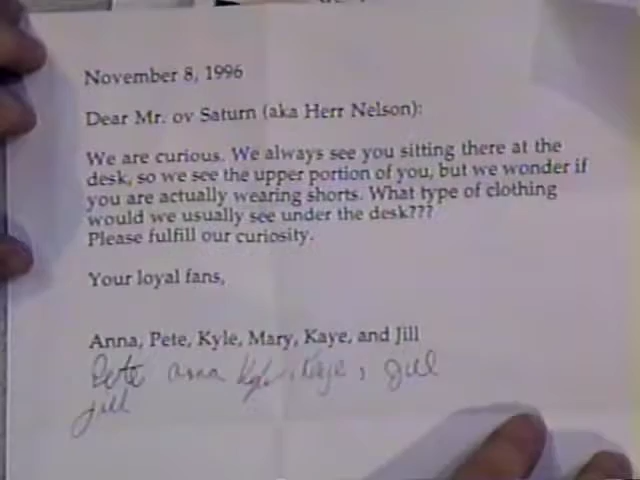 November 8, 1996
Dear Mr. ov Saturn (aka Herr Nelson):
We are curious. We always see you sitting there at the
desk, so we see the upper portion of you, but we wonder if
you are actually wearing shorts. What type of clothing
would we usually see under the desk???
Please fulfill our curiosity.
Your loyal fans,
Anna, Pete, Kyle, Mary, Kaye, and Jill
Pete anna Kyle, Kaye, Jill
Jill